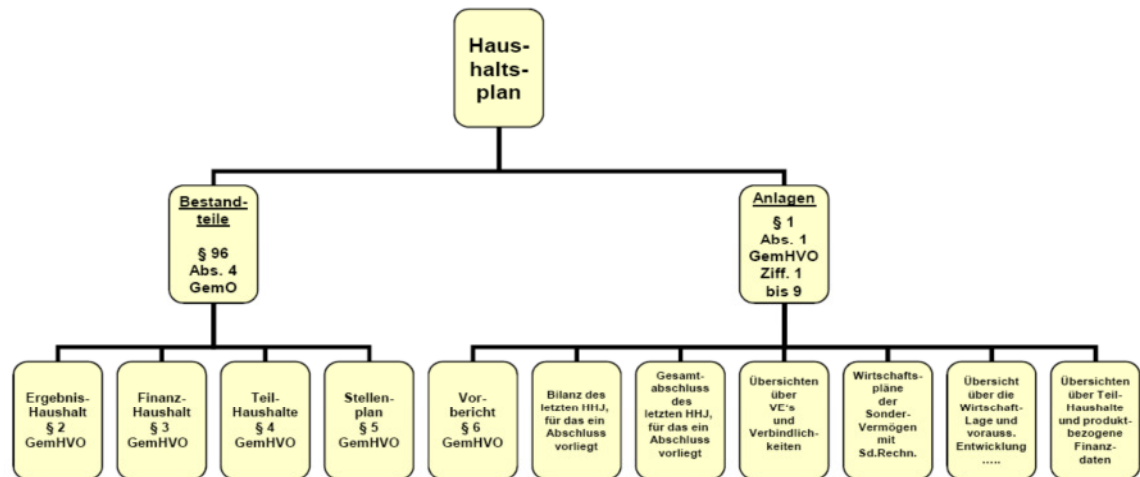 Haus-
halts-
plan
Bestand-
teile
§ 96
Abs. 4
GemO
Anlagen
§ 1
Abs. 1
GemHVO
Ziff. 1
bis 9
Ergebnis-
Haushalt
§ 2
GemHVO
Finanz-
Haushalt
§ 3
GemHVO
Teil-
Haushalte
§ 4
GemHVO
Stellen-
plan
§ 5
GemHVO
Vor-
bericht
§ 6
GemHVO
Bilanz des
letzten HHJ,
für das ein
Abschluss
vorliegt
Gesamt-
abschluss
des
letzten HHJ,
für das ein
Abschluss
vorliegt
Übersichten
über
VE's
und
Verbindlich-
keiten
Wirtschafts-
pläne
der
Sonder-
Vermögen
mit
Sd.Rechn.
Übersicht
über die
Wirtschaft-
Lage und
vorauss.
Entwicklung
.....
Übersichten
über Teil-
Haushalte
und produkt-
bezogene
Finanz-
daten